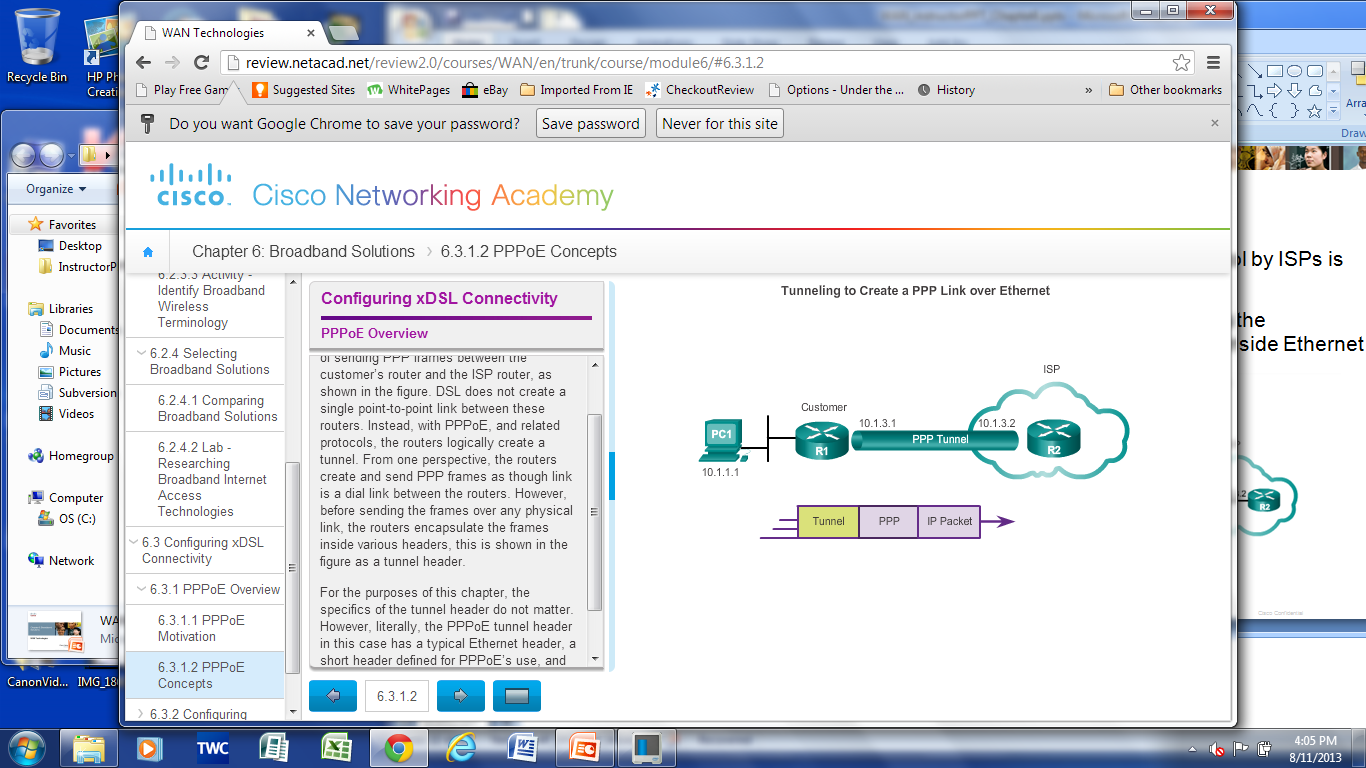 WAN Technologies
review.netacad.net/review2.0/courses/WAN/en/trunk/course/module6/#6.3.1.2
Play Free Gam
Suggested Sites
WhitePages
eBay
Imported From IE
CheckoutReview
Options - Under the ...
History
»
Other bookmarks
Do you want Google Chrome to save your password?
Save password
Never for this site
Recycle Bin
HP Ph
Creati
Organize
Favorites
Desktop
InstructorP
Libraries
Documents
Music
Pictures
Subversion
Videos
Homegroup
Computer
OS (C:)
Network
WA
Mic
CanonVid...
IMG_18
CISCO
Cisco Networking Academy
Chapter 6: Broadband Solutions
6.3.1.2 PPPoE Concepts
6.2.3.3 Activity -
Identify Broadband
Wireless
Terminology
6.2.4 Selecting
Broadband Solutions
6.2.4.1 Comparing
Broadband Solutions
6.2.4.2 Lab -
Researching
Broadband Internet
Access
Technologies
6.3 Configuring xDSL
Connectivity
6.3.1 PPPoE Overview
6.3.1.1 PPPoE
Motivation
6.3.1.2 PPPoE
Concepts
6.3.2 Configuring
Configuring xDSL Connectivity
PPPoE Overview
of sending PPP frames between the
customer's router and the ISP router, as
shown in the figure. DSL does not create a
single point-to-point link between these
routers. Instead, with PPPoE, and related
protocols, the routers logically create a
tunnel. From one perspective, the routers
create and send PPP frames as though link
is a dial link between the routers. However,
before sending the frames over any physical
link, the routers encapsulate the frames
inside various headers, this is shown in the
figure as a tunnel header.
For the purposes of this chapter, the
specifics of the tunnel header do not matter.
However, literally, the PPPoE tunnel header
in this case has a typical Ethernet header, a
short header defined for PPPoE's use, and
6.3.1.2
Tunneling to Create a PPP Link over Ethernet
ISP
Customer
10.1.3.1
10.1.3.2
PC1
R1
PPP Tunnel
R2
10.1.1.1
Tunnel
PPP
IP Packet
Arra
Draw
ol by ISPs is
the
side Ethernet
.2
R2
Cisco Confidential
TWC
4:05 PM
8/11/2013